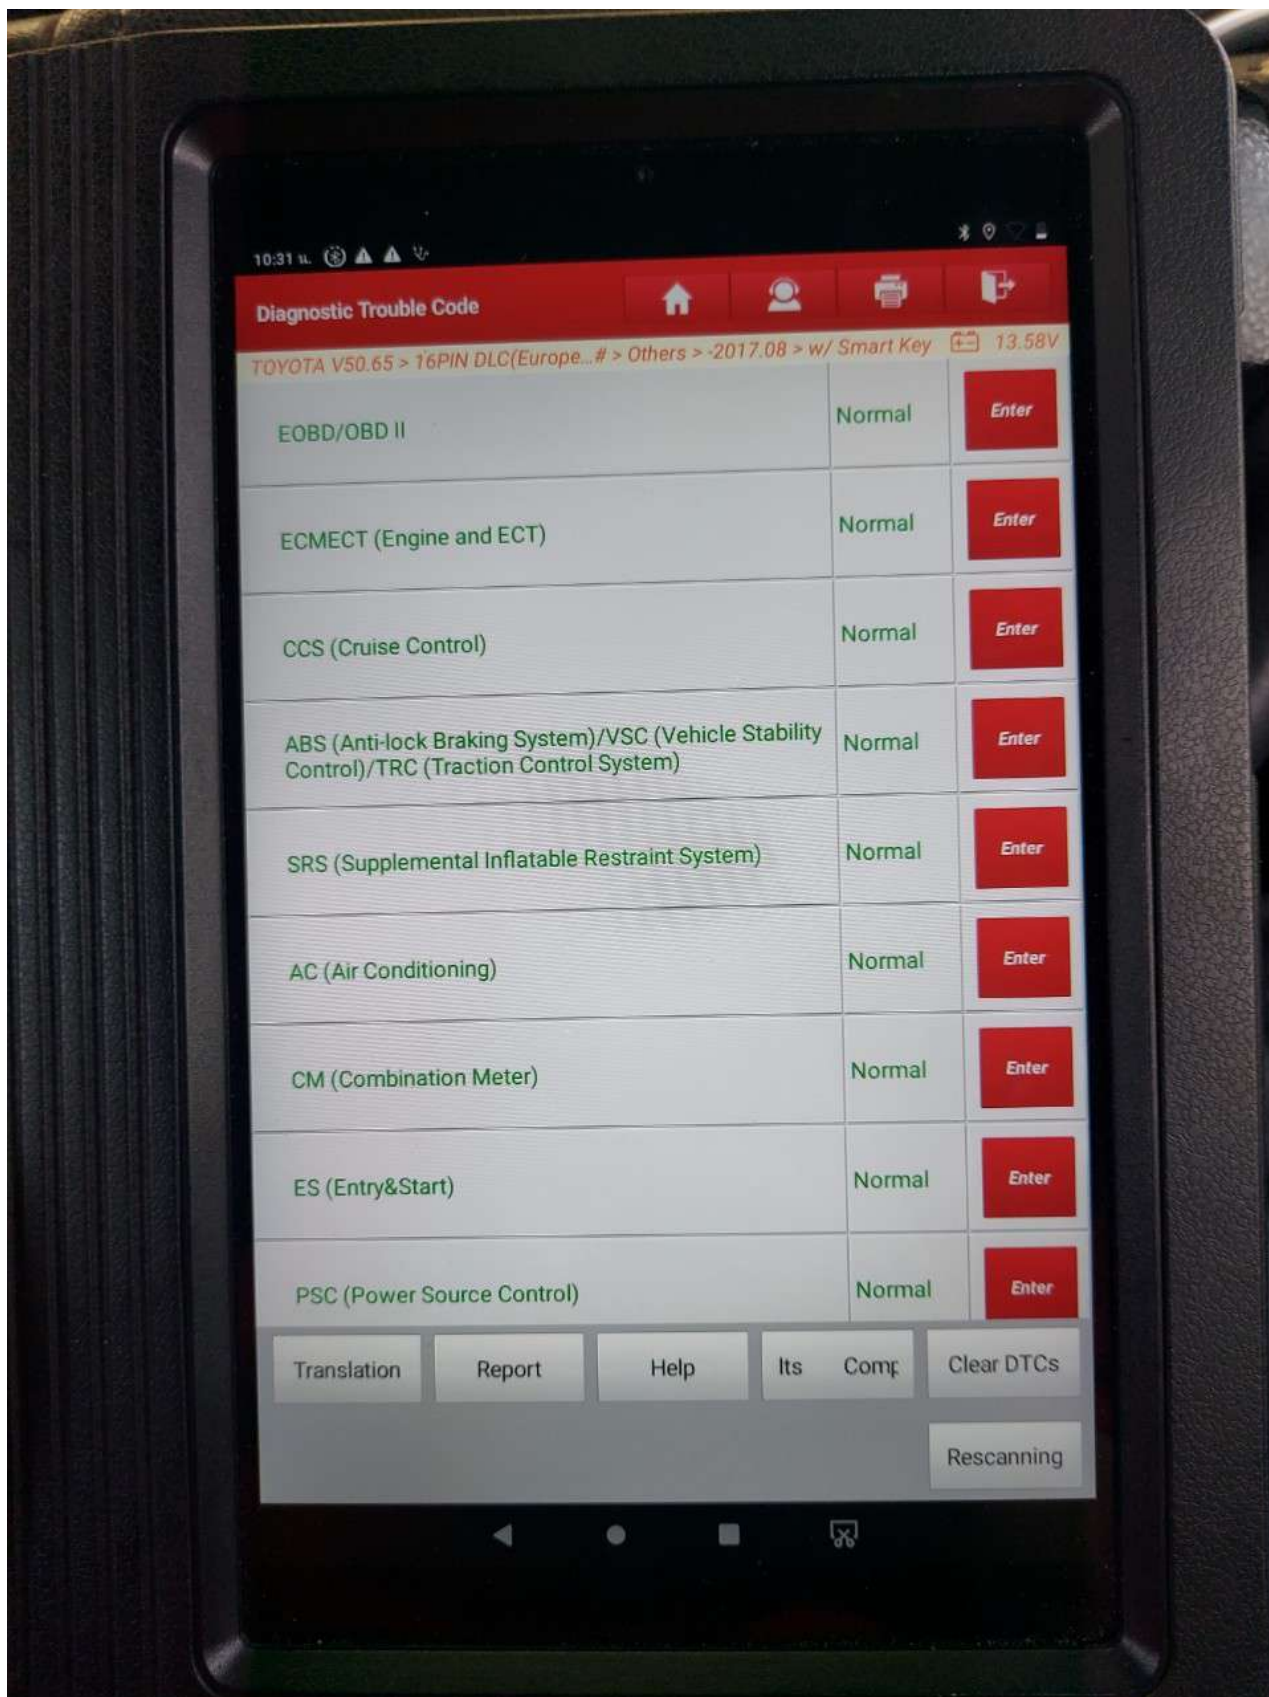 10:31 น.
Diagnostic Trouble Code
TOYOTA V50.65 > 16PIN DLC(Europe...# > Others > -2017.08 > w/ Smart Key 13.58V
EOBD/OBD II Normal Enter
ECMECT (Engine and ECT) Normal Enter
CCS (Cruise Control) Normal Enter
ABS (Anti-lock Braking System)/VSC (Vehicle Stability
Control)/TRC (Traction Control System) Normal Enter
SRS (Supplemental Inflatable Restraint System) Normal Enter
AC (Air Conditioning) Normal Enter
CM (Combination Meter) Normal Enter
ES (Entry&Start) Normal Enter
PSC (Power Source Control) Normal Enter
Translation Report Help lts Comp Clear DTCs
Rescanning